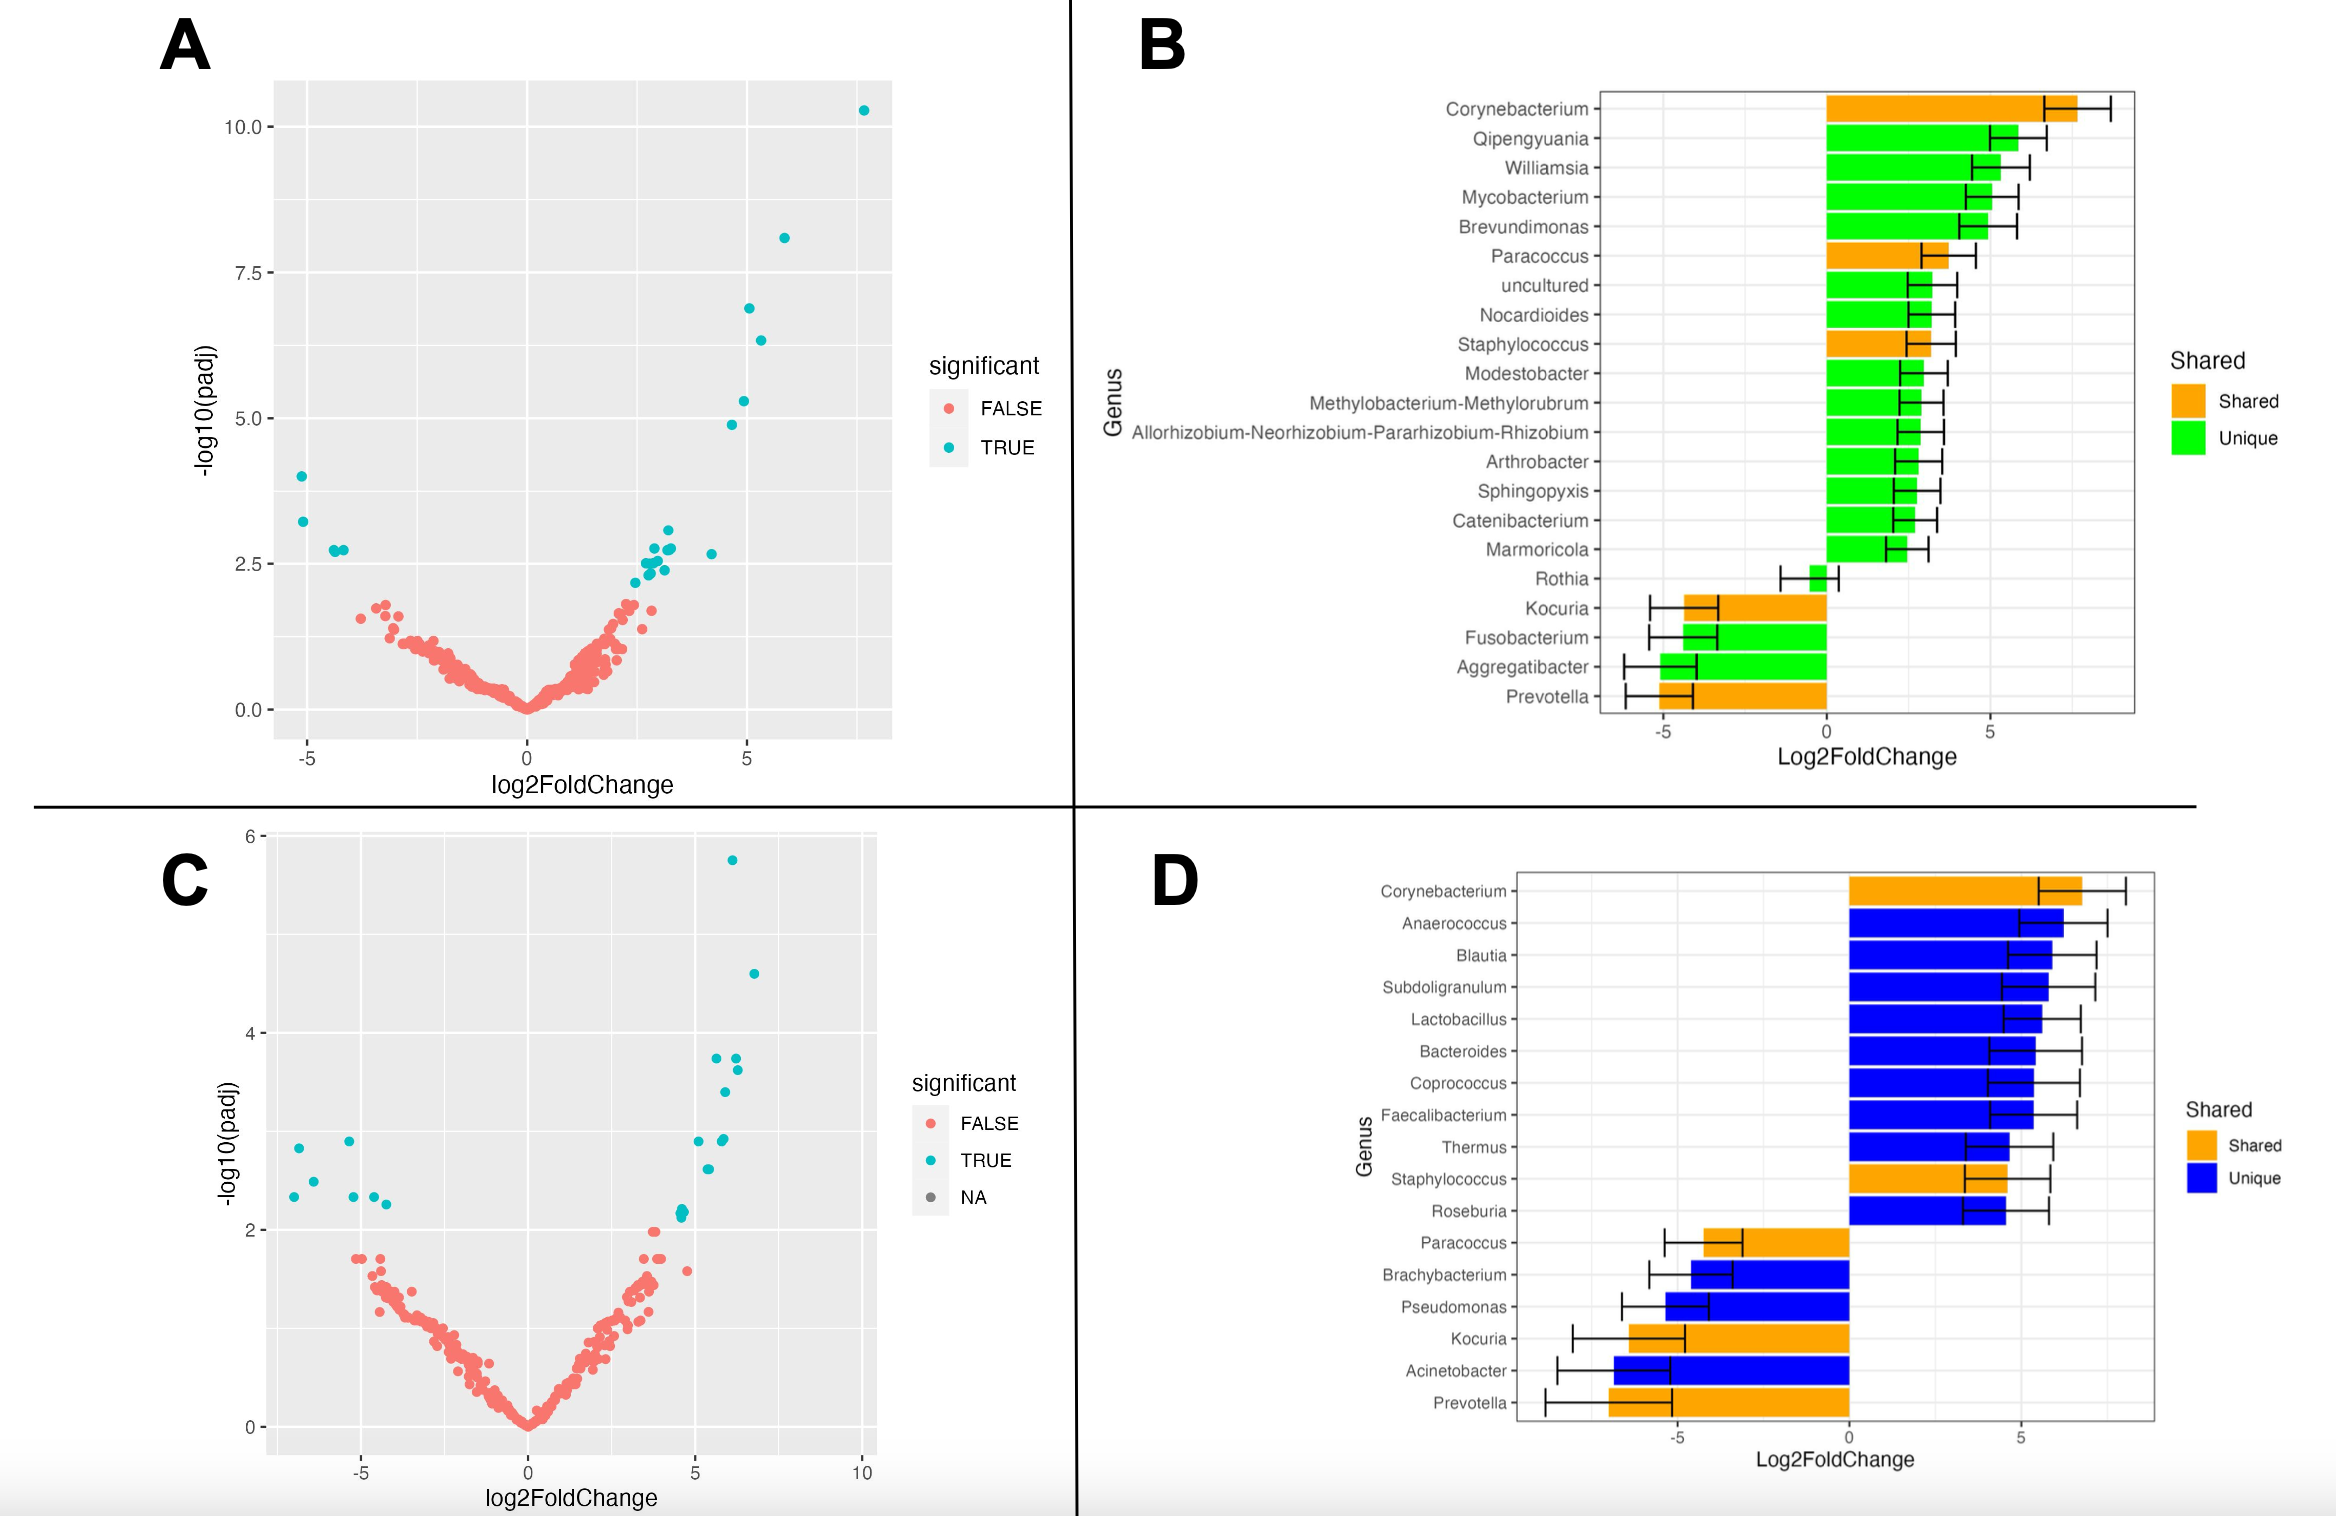 A
10.0
7.5
5.0
2.5
0.0
-log10(padj)
-5 0 5
log2FoldChange
significant
FALSE
TRUE
B
Genus
Corynebacterium
Qipengyuania
Williamsia
Mycobacterium
Brevundimonas
Paracoccus
uncultured
Nocardioides
Staphylococcus
Modestobacter
Methylobacterium-Methylorubrum
Allorhizobium-Neorhizobium-Pararhizobium-Rhizobium
Arthrobacter
Sphingopyxis
Catenibacterium
Marmoricola
Rothia
Kocuria
Fusobacterium
Aggregatibacter
Prevotella
-5 0 5
Log2FoldChange
Shared
Shared
Unique
C
6
4
2
0
-log10(padj)
-5 0 5 10
log2FoldChange
significant
FALSE
TRUE
NA
D
Genus
Corynebacterium
Anaerococcus
Blautia
Subdoligranulum
Lactobacillus
Bacteroides
Coprococcus
Faecalibacterium
Thermus
Staphylococcus
Roseburia
Paracoccus
Brachybacterium
Pseudomonas
Kocuria
Acinetobacter
Prevotella
-5 0 5
Log2FoldChange
Shared
Shared
Unique